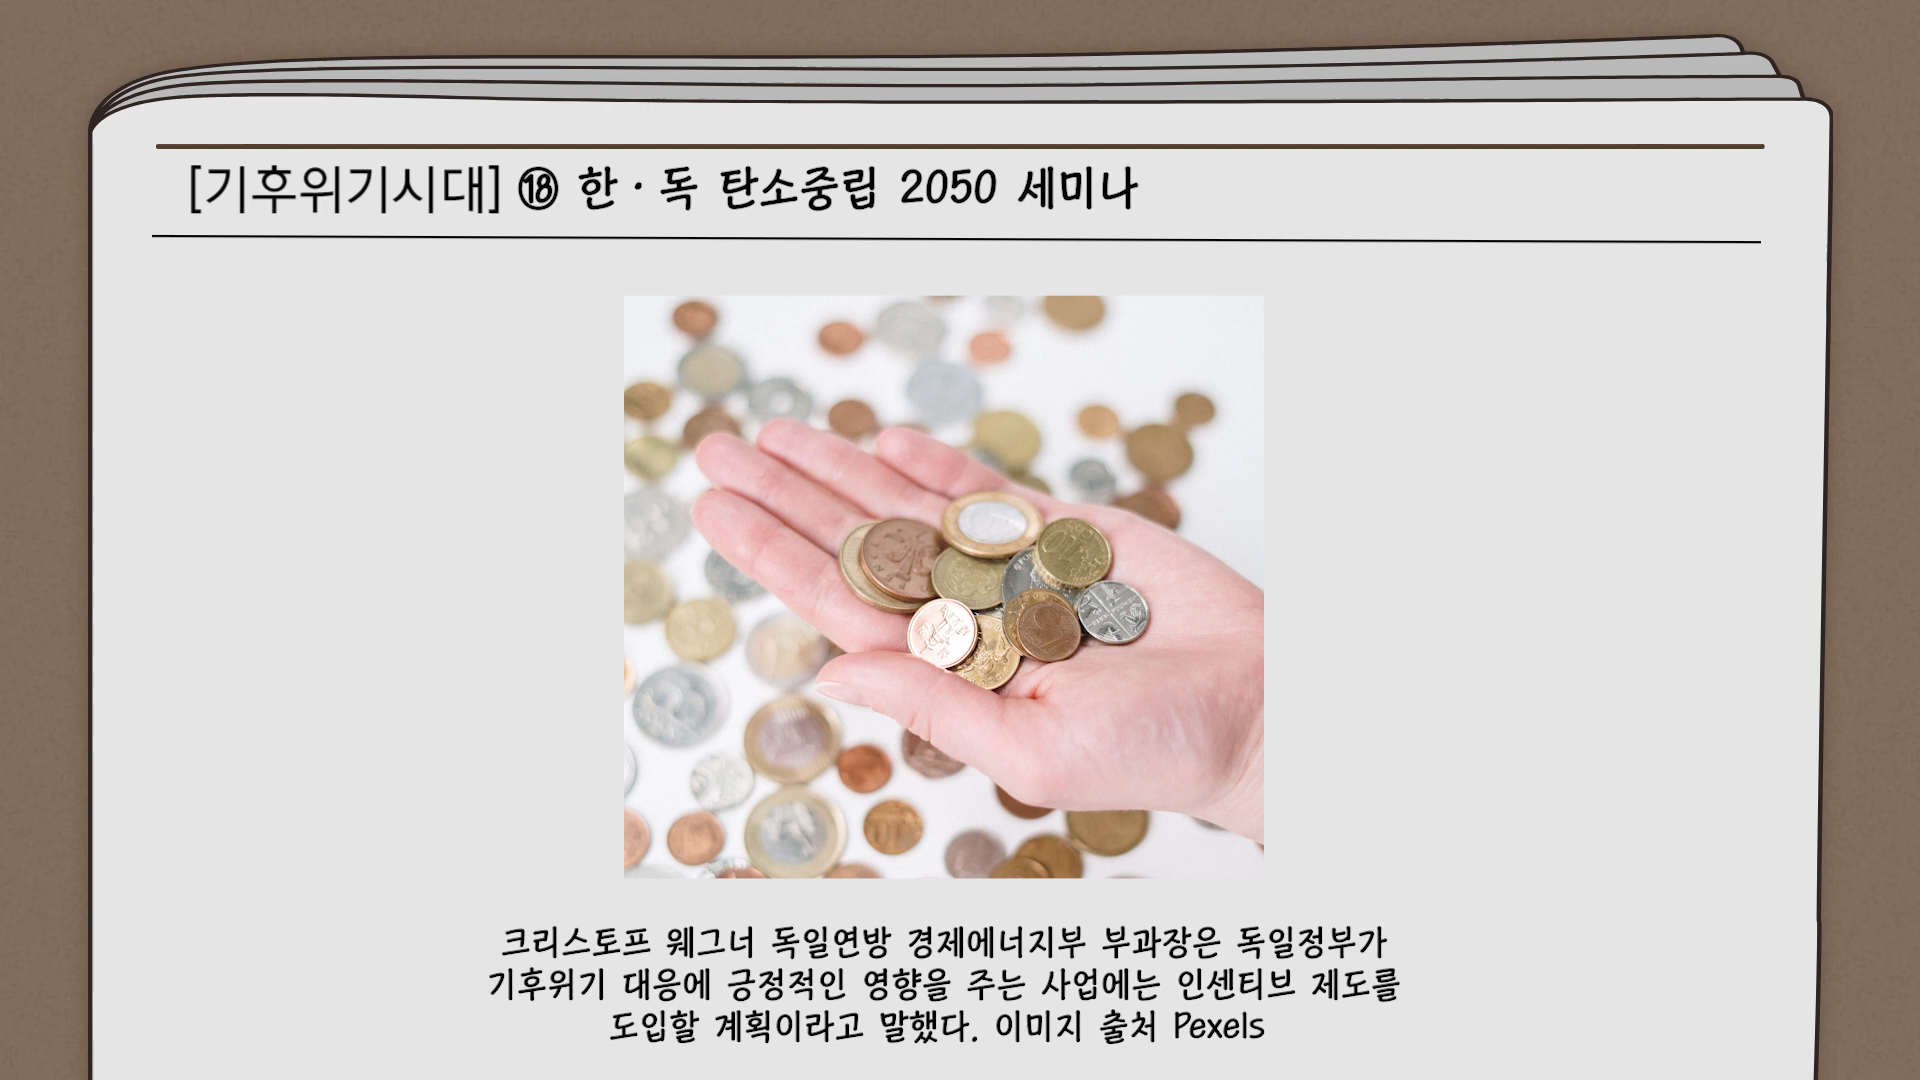 [기후위기시대] ⑱ 한·독 탄소중립 2050 세미나
크리스토프 웨그너 독일연방 경제에너지부 부과장은 독일정부가
기후위기 대응에 긍정적인 영향을 주는 사업에는 인센티브 제도를
도입할 계획이라고 말했다. 이미지 출처 Pexels